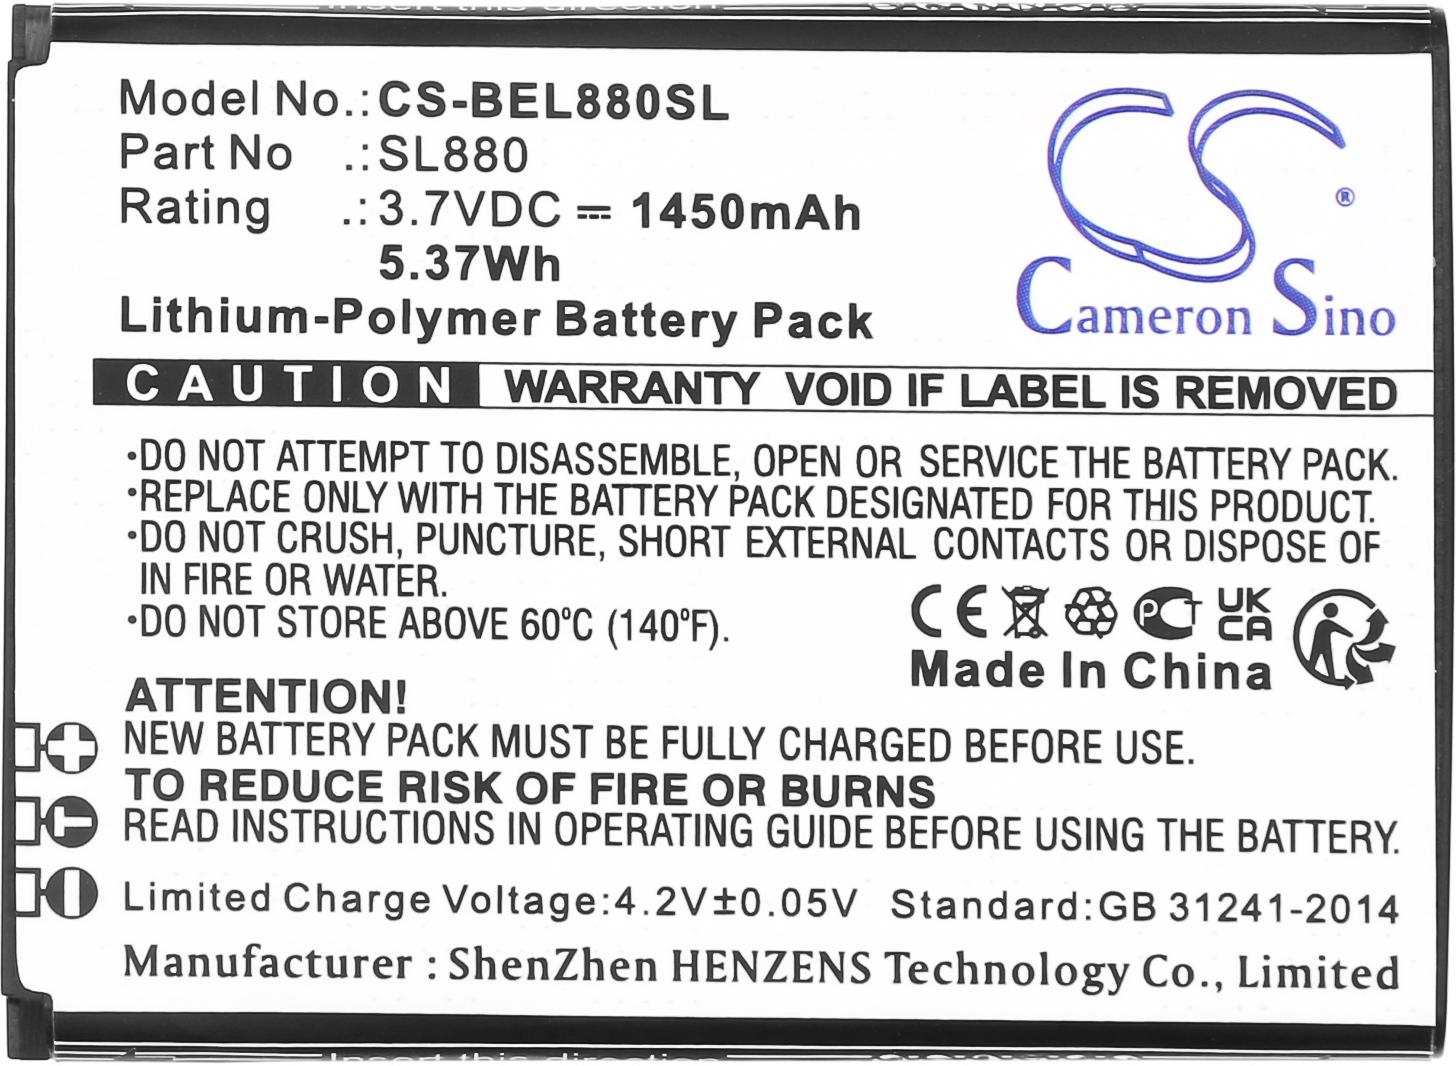 Model No.:CS-BEL880SL
Part No .:SL880
Rating .:3.7VDC ⎓ 1450mAh
5.37Wh
Lithium-Polymer Battery Pack
CS
®
Cameron Sino
CAUTION WARRANTY VOID IF LABEL IS REMOVED
·DO NOT ATTEMPT TO DISASSEMBLE, OPEN OR SERVICE THE BATTERY PACK.
·REPLACE ONLY WITH THE BATTERY PACK DESIGNATED FOR THIS PRODUCT.
·DO NOT CRUSH, PUNCTURE, SHORT EXTERNAL CONTACTS OR DISPOSE OF
IN FIRE OR WATER.
·DO NOT STORE ABOVE 60°C (140°F).
CE PCT UK
CA
Made In China
ATTENTION!
NEW BATTERY PACK MUST BE FULLY CHARGED BEFORE USE.
TO REDUCE RISK OF FIRE OR BURNS
READ INSTRUCTIONS IN OPERATING GUIDE BEFORE USING THE BATTERY.
Limited Charge Voltage:4.2V±0.05V Standard:GB 31241-2014
Manufacturer : ShenZhen HENZENS Technology Co., Limited
Insert this direction